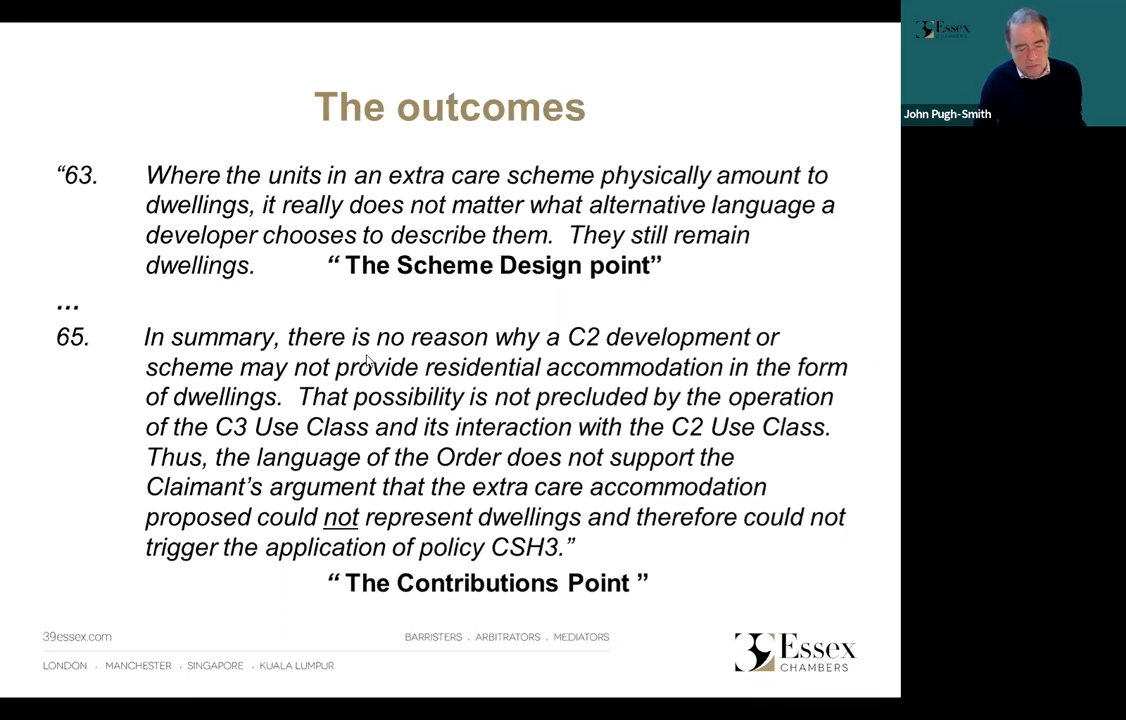 39 Essex
CHAMBERS
John Pugh-Smith
The outcomes
“63. Where the units in an extra care scheme physically amount to
dwellings, it really does not matter what alternative language a
developer chooses to describe them. They still remain
dwellings. “ The Scheme Design point”
...
65. In summary, there is no reason why a C2 development or
scheme may not provide residential accommodation in the form
of dwellings. That possibility is not precluded by the operation
of the C3 Use Class and its interaction with the C2 Use Class.
Thus, the language of the Order does not support the
Claimant’s argument that the extra care accommodation
proposed could not represent dwellings and therefore could not
trigger the application of policy CSH3.”
“ The Contributions Point ”
39essex.com
BARRISTERS . ARBITRATORS . MEDIATORS
LONDON . MANCHESTER . SINGAPORE . KUALA LUMPUR
39 Essex
CHAMBERS